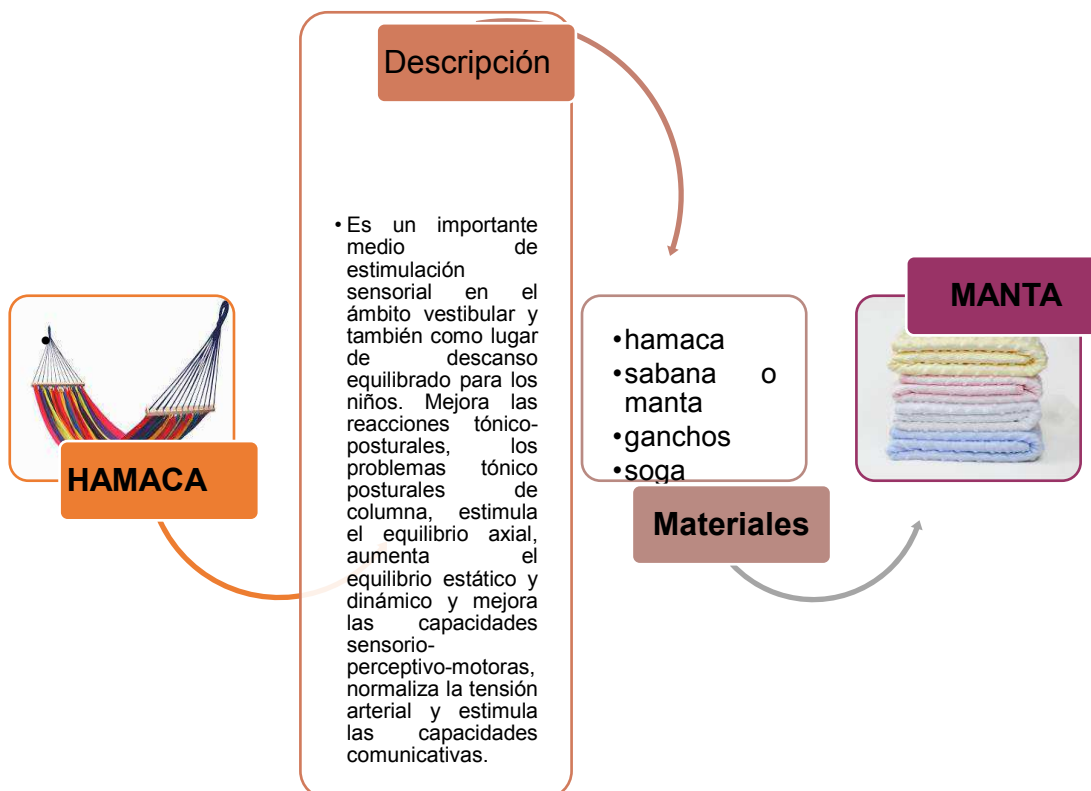 HAMACA
Descripción
• Es un importante
medio de
estimulación
sensorial en el
ámbito vestibular y
también como lugar
de descanso
equilibrado para los
niños. Mejora las
reacciones tónico-
posturales, los
problemas tónico
posturales de
columna, estimula
el equilibrio axial,
aumenta el
equilibrio estático y
dinámico y mejora
las capacidades
sensorio-
perceptivo-motoras,
normaliza la tensión
arterial y estimula
las capacidades
comunicativas.
•hamaca
•sabana o
manta
•ganchos
•soga
Materiales
MANTA